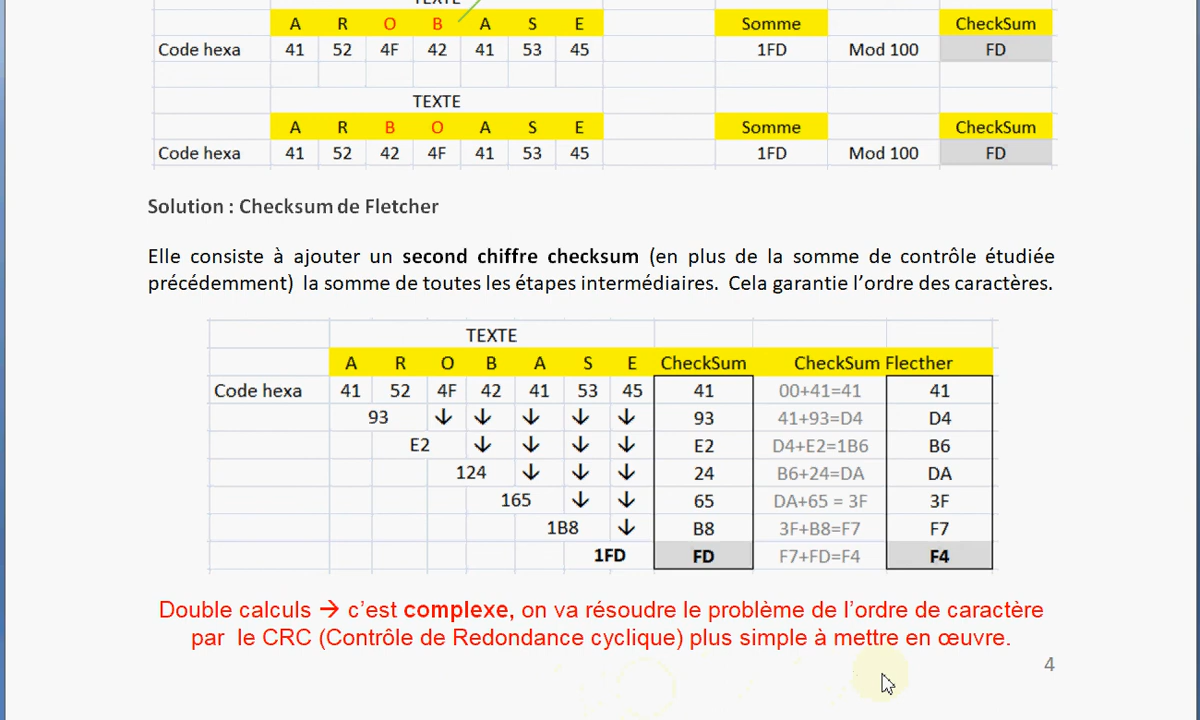 TEXTE
A R O B A S E Somme CheckSum
Code hexa 41 52 4F 42 41 53 45 1FD Mod 100 FD
TEXTE
A R B O A S E Somme CheckSum
Code hexa 41 52 42 4F 41 53 45 1FD Mod 100 FD
Solution : Checksum de Fletcher
Elle consiste à ajouter un second chiffre checksum (en plus de la somme de contrôle étudiée
précédemment) la somme de toutes les étapes intermédiaires. Cela garantie l’ordre des caractères.
TEXTE
A R O B A S E CheckSum CheckSum Flecther
Code hexa 41 52 4F 42 41 53 45 41 00+41=41 41
93 ↓ ↓ ↓ ↓ ↓ 93 41+93=D4 D4
E2 ↓ ↓ ↓ ↓ E2 D4+E2=1B6 B6
124 ↓ ↓ ↓ 24 B6+24=DA DA
165 ↓ ↓ 65 DA+65 = 3F 3F
1B8 ↓ B8 3F+B8=F7 F7
1FD FD F7+FD=F4 F4
Double calculs → c’est complexe, on va résoudre le problème de l’ordre de caractère
par le CRC (Contrôle de Redondance cyclique) plus simple à mettre en œuvre.
4